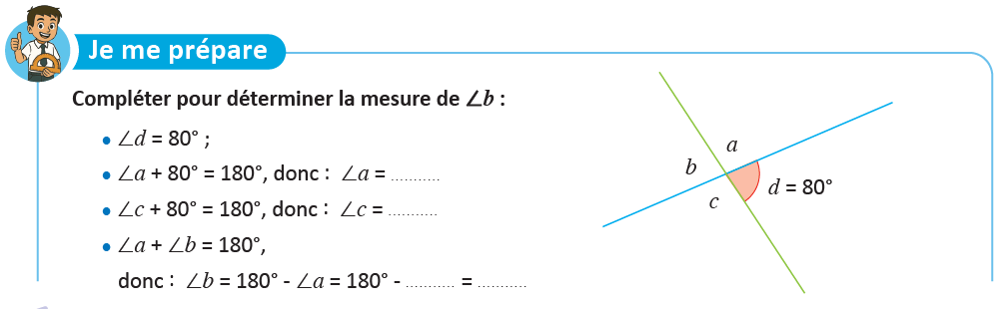 Je me prépare
Compléter pour déterminer la mesure de ∠b :
• ∠d = 80° ;
• ∠a + 80° = 180°, donc : ∠a = ...........
• ∠c + 80° = 180°, donc : ∠c = ...........
• ∠a + ∠b = 180°,
donc : ∠b = 180° - ∠a = 180° - ........... = ...........
a
b
c
d = 80°